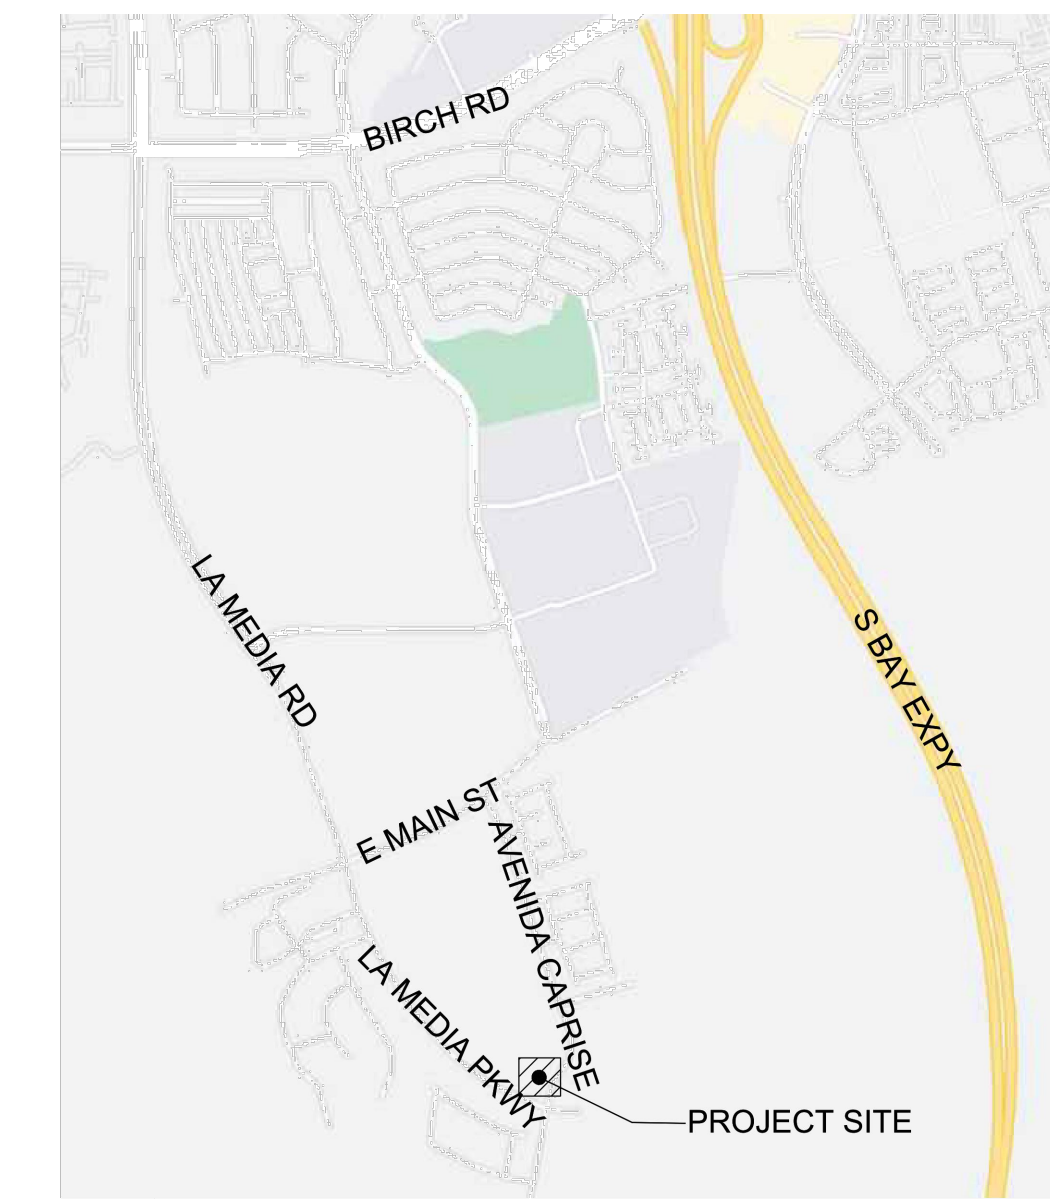 BIRCH RD
LA MEDIA RD
S BAY EXPY
E MAIN ST
AVENIDA CAPRISE
LA MEDIA PKWY
PROJECT SITE